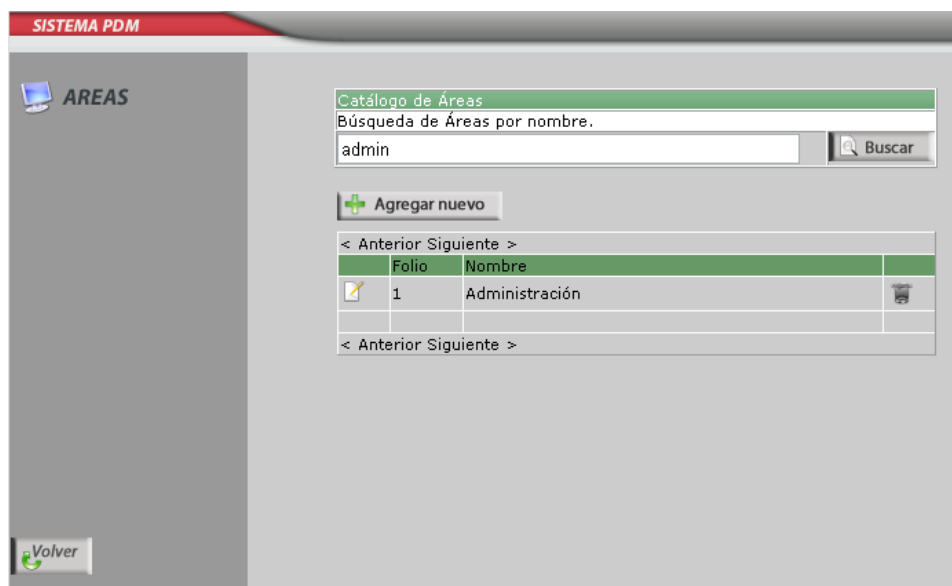 SISTEMA PDM
AREAS
Catálogo de Áreas
Búsqueda de Áreas por nombre.
admin
Buscar
Agregar nuevo
< Anterior Siguiente >
Folio Nombre
1 Administración
< Anterior Siguiente >
Volver